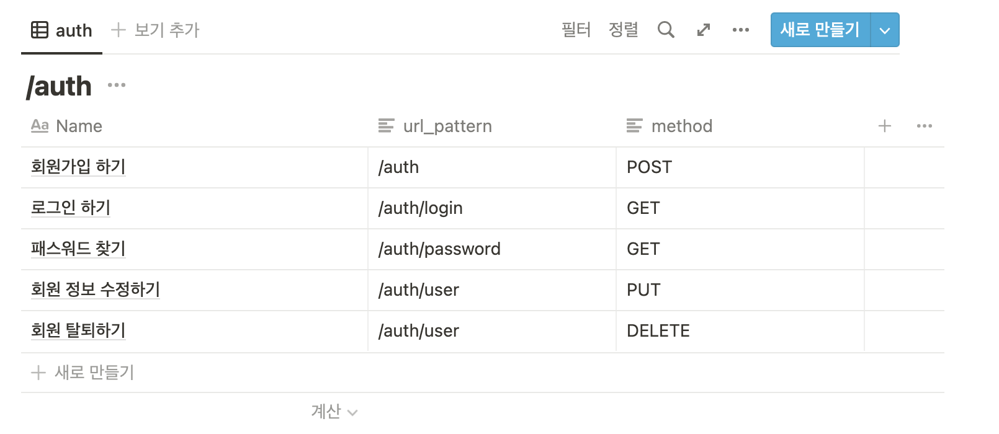 auth 보기 추가 필터 정렬 새로 만들기
/auth
Aa Name url_pattern method
회원가입 하기 /auth POST
로그인 하기 /auth/login GET
패스워드 찾기 /auth/password GET
회원 정보 수정하기 /auth/user PUT
회원 탈퇴하기 /auth/user DELETE
새로 만들기
계산